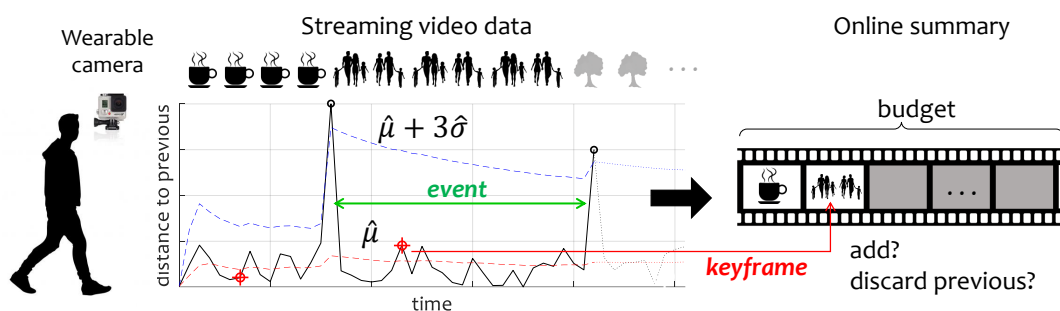 Wearable
camera
Streaming video data
...
Online summary
budget
distance to previous
μ̂ + 3σ̂
event
μ̂
keyframe
time
...
add?
discard previous?